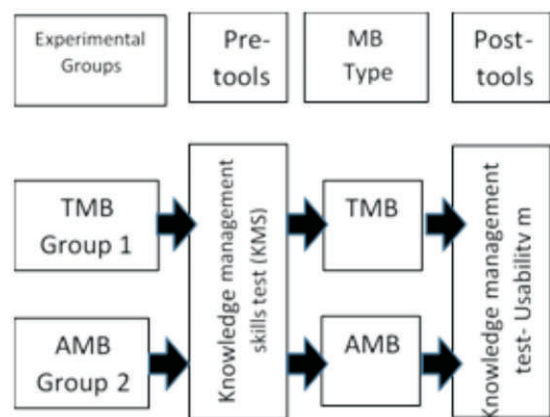 Experimental
Groups
Pre-
tools
MB
Type
Post-
tools
TMB
Group 1
Knowledge management
skills test (KMS)
TMB
Knowledge management
test- Usability m
AMB
Group 2
AMB